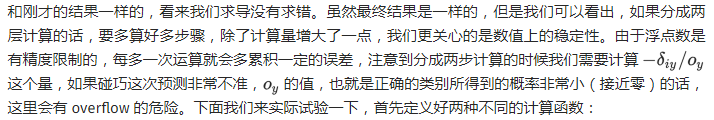 和刚才的结果一样的，看来我们求导没有求错。虽然最终结果是一样的，但是我们可以看出，如果分成两
层计算的话，要多算好多步骤，除了计算量增大了一点，我们更关心的是数值上的稳定性。由于浮点数是
有精度限制的，每多一次运算就会多累积一定的误差，注意到分成两步计算的时候我们需要计算 −δ_{iy}/o_y
这个量，如果碰巧这次预测非常不准，o_y 的值，也就是正确的类别所得到的概率非常小（接近零）的话，
这里会有 overflow 的危险。下面我们来实际试验一下，首先定义好两种不同的计算函数：